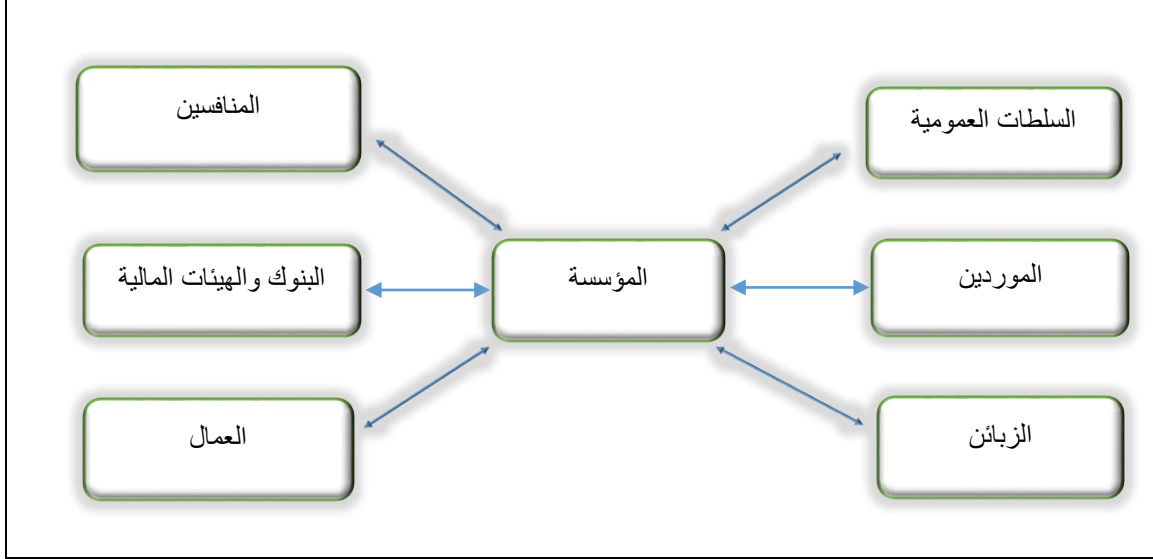 السلطات العمومية
المنافسين
الموردين
المؤسسة
البنوك والهيئات المالية
الزبائن
العمال